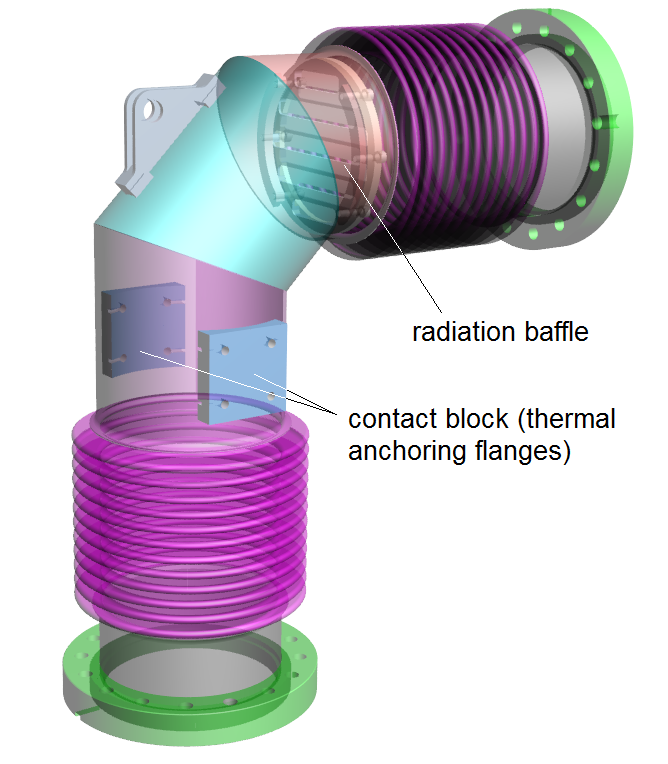 radiation baffle
contact block (thermal
anchoring flanges)